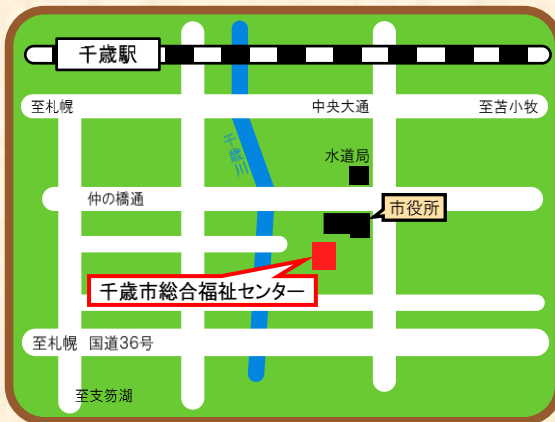 千歳駅
至札幌
中央大通
至苫小牧
千歳川
水道局
仲の橋通
市役所
千歳市総合福祉センター
至札幌 国道36号
至支笏湖